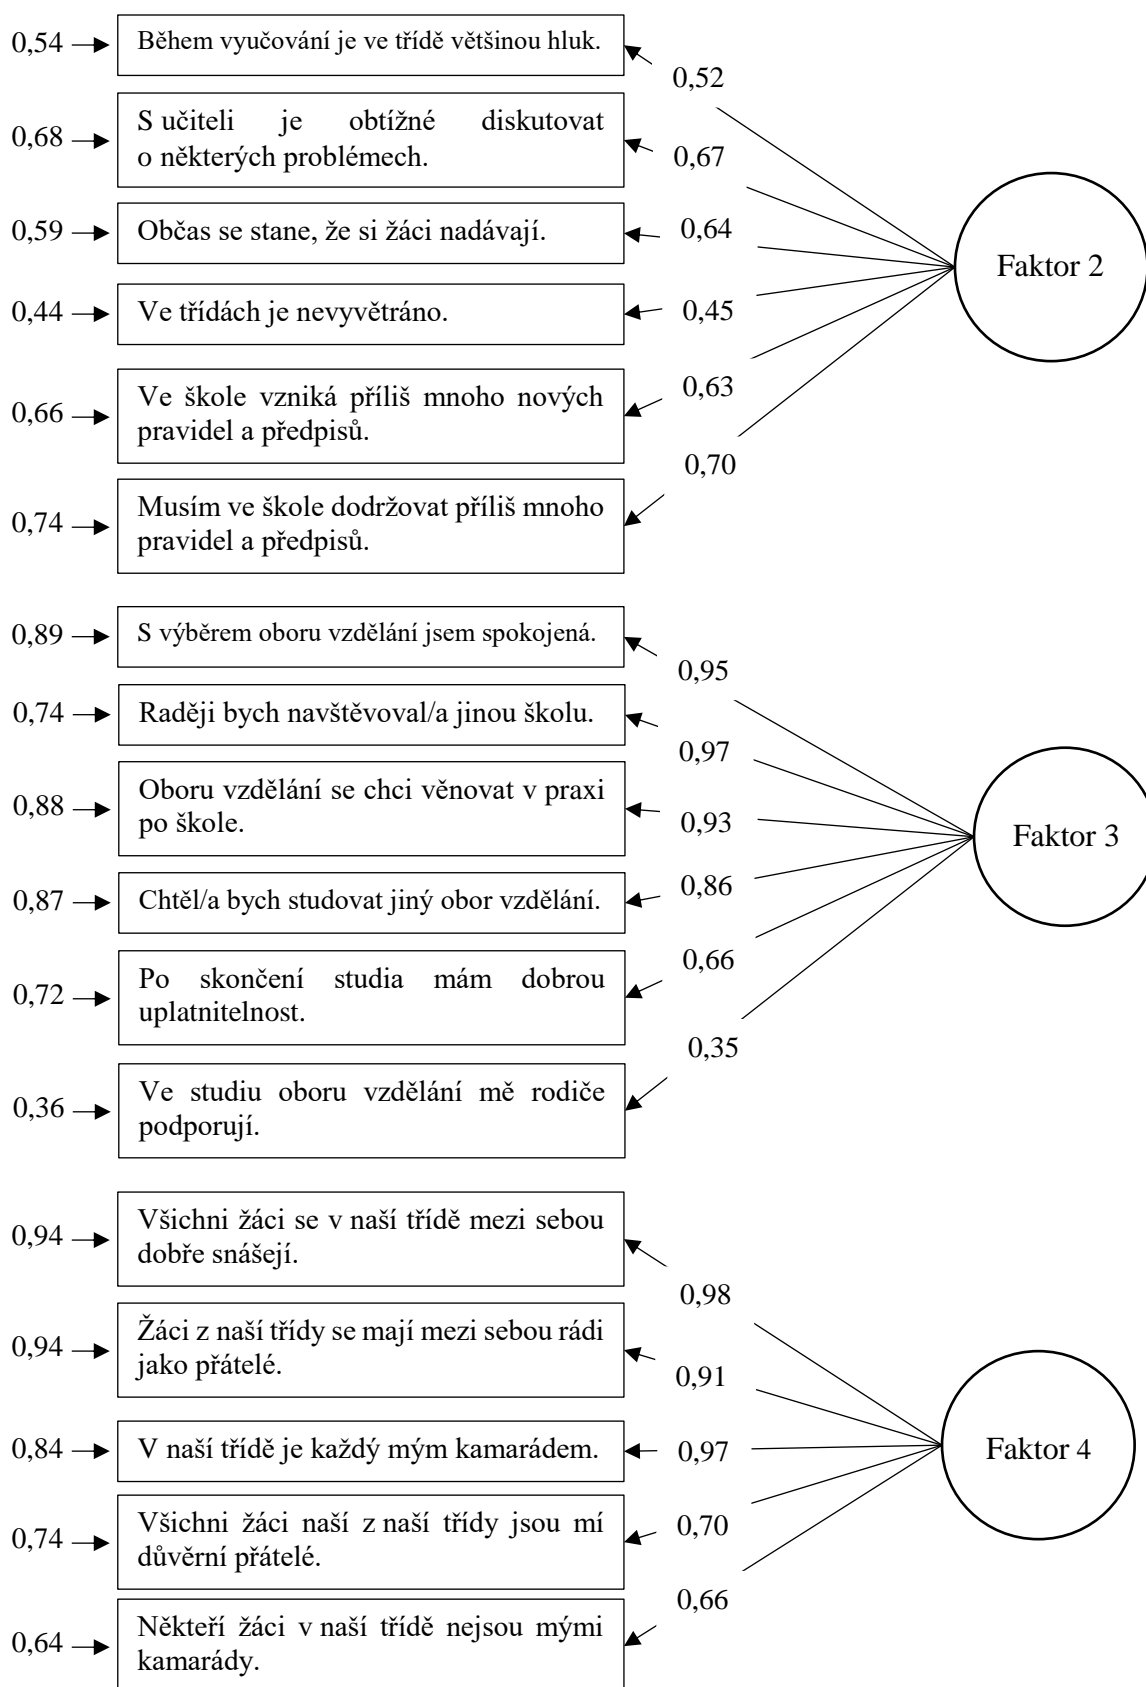 0,54
Během vyučování je ve třídě většinou hluk.
0,52
0,68
S učiteli je obtížné diskutovat
o některých problémech.
0,67
0,59
Občas se stane, že si žáci nadávají.
0,64
Faktor 2
0,44
Ve třídách je nevyvětráno.
0,45
0,66
Ve škole vzniká příliš mnoho nových
pravidel a předpisů.
0,63
0,70
0,74
Musím ve škole dodržovat příliš mnoho
pravidel a předpisů.
0,89
S výběrem oboru vzdělání jsem spokojená.
0,95
0,74
Raději bych navštěvoval/a jinou školu.
0,97
0,88
Oboru vzdělání se chci věnovat v praxi
po škole.
0,93
Faktor 3
0,87
Chtěl/a bych studovat jiný obor vzdělání.
0,86
0,66
0,72
Po skončení studia mám dobrou
uplatnitelnost.
0,35
0,36
Ve studiu oboru vzdělání mě rodiče
podporují.
0,94
Všichni žáci se v naší třídě mezi sebou
dobře snášejí.
0,98
0,94
Žáci z naší třídy se mají mezi sebou rádi
jako přátelé.
0,91
0,84
V naší třídě je každý mým kamarádem.
0,97
Faktor 4
0,74
Všichni žáci naší z naší třídy jsou mí
důvěrní přátelé.
0,70
0,66
0,64
Někteří žáci v naší třídě nejsou mými
kamarády.